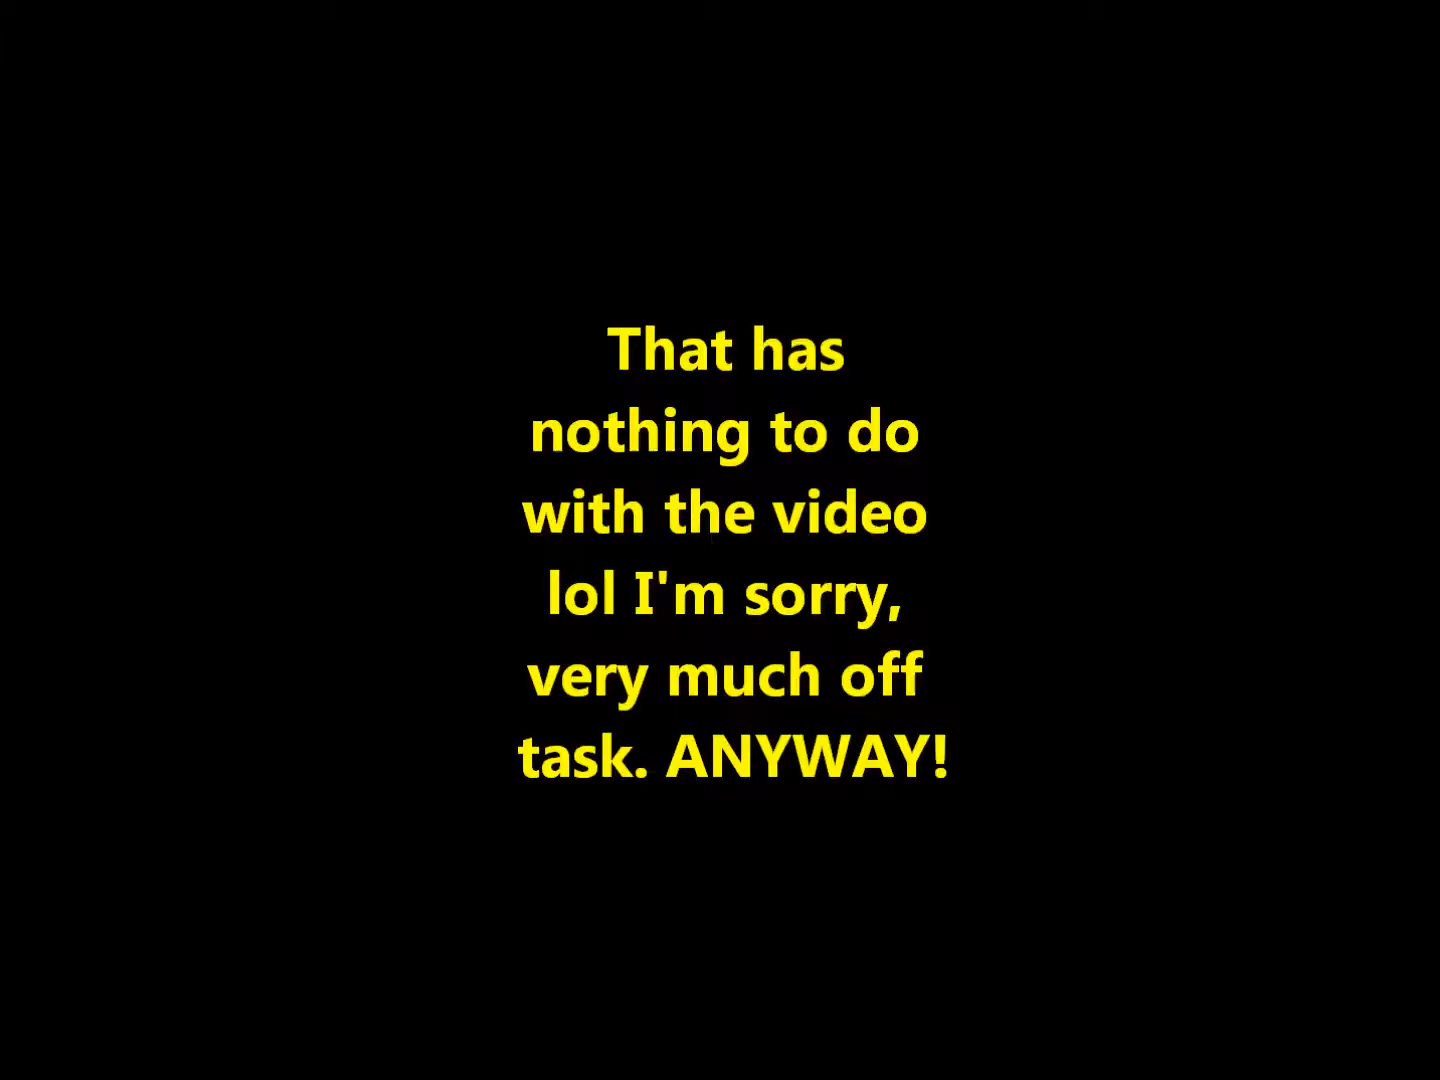 That has
nothing to do
with the video
lol I'm sorry,
very much off
task. ANYWAY!